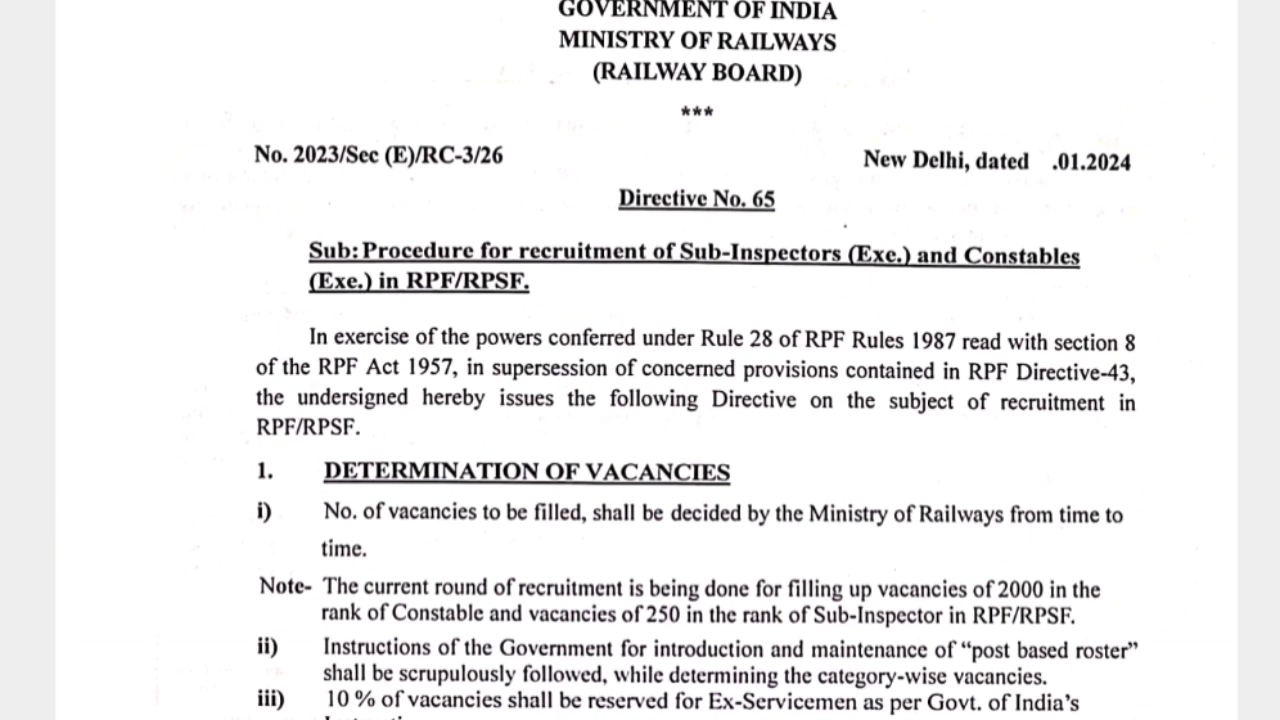 GOVERNMENT OF INDIA
MINISTRY OF RAILWAYS
(RAILWAY BOARD)
***
No. 2023/Sec (E)/RC-3/26
New Delhi, dated .01.2024
Directive No. 65
Sub: Procedure for recruitment of Sub-Inspectors (Exe.) and Constables
(Exe.) in RPF/RPSF.
In exercise of the powers conferred under Rule 28 of RPF Rules 1987 read with section 8
of the RPF Act 1957, in supersession of concerned provisions contained in RPF Directive-43,
the undersigned hereby issues the following Directive on the subject of recruitment in
RPF/RPSF.
1. DETERMINATION OF VACANCIES
i) No. of vacancies to be filled, shall be decided by the Ministry of Railways from time to
time.
Note- The current round of recruitment is being done for filling up vacancies of 2000 in the
rank of Constable and vacancies of 250 in the rank of Sub-Inspector in RPF/RPSF.
ii) Instructions of the Government for introduction and maintenance of “post based roster”
shall be scrupulously followed, while determining the category-wise vacancies.
iii) 10 % of vacancies shall be reserved for Ex-Servicemen as per Govt. of India’s